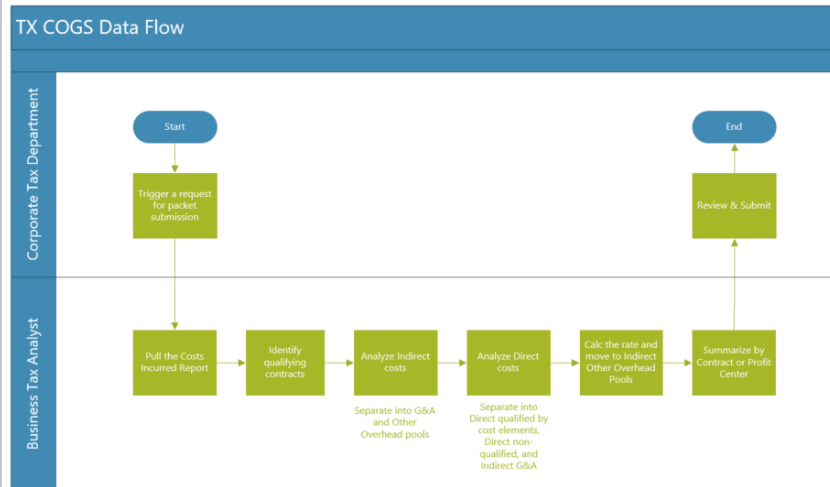 TX COGS Data Flow
Corporate Tax Department
Start
End
Trigger a request
for packet
submission
Review & Submit
Business Tax Analyst
Pull the Costs
Incurred Report
Identify
qualifying
contracts
Analyze Indirect
costs
Analyze Direct
costs
Calc the rate and
move to Indirect
Other Overhead
Pools
Summarize by
Contract or Profit
Center
Separate into G&A
and Other
Overhead pools
Separate into
Direct qualified by
cost elements,
Direct non-
qualified, and
Indirect G&A